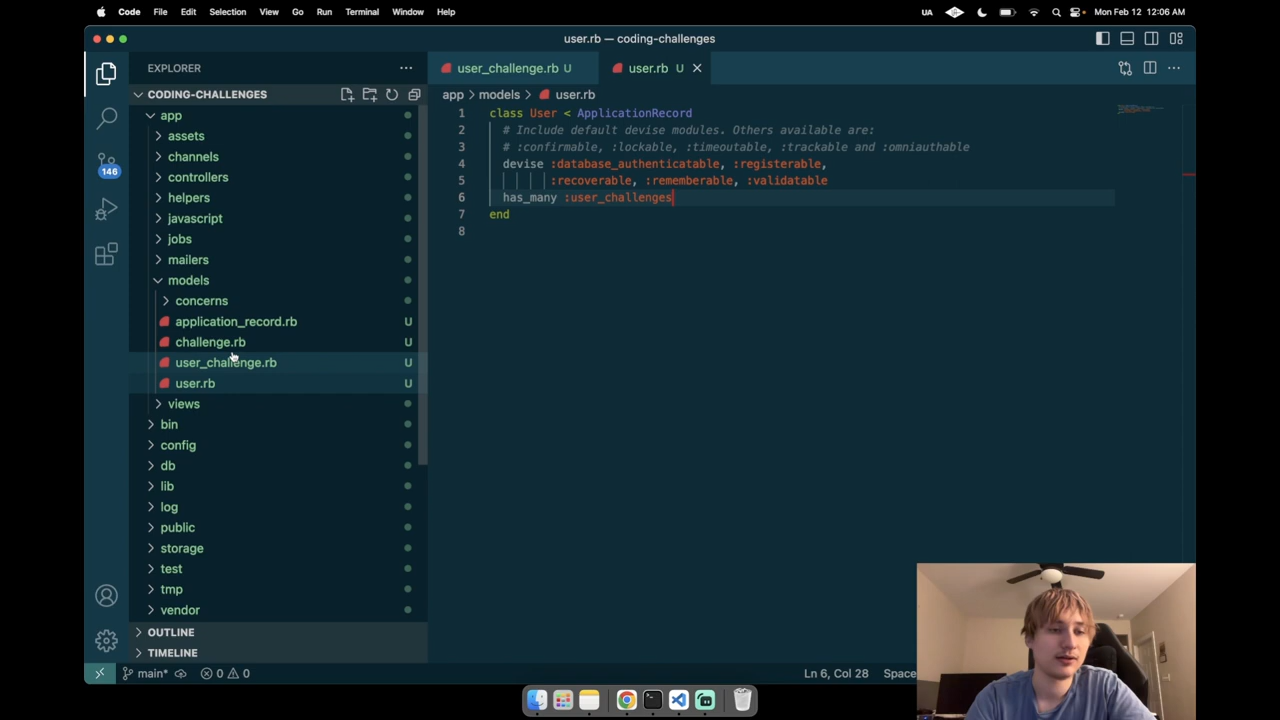 Code File Edit Selection View Go Run Terminal Window Help UA Mon Feb 12 12:06 AM
user.rb — coding-challenges
EXPLORER
user_challenge.rb U
user.rb U
CODING-CHALLENGES
app > models > user.rb
app
assets
channels
controllers
helpers
javascript
jobs
mailers
models
concerns
application_record.rb U
challenge.rb U
user_challenge.rb U
user.rb U
views
bin
config
db
lib
log
public
storage
test
tmp
vendor
OUTLINE
TIMELINE
146
1 class User < ApplicationRecord
2 # Include default devise modules. Others available are:
3 # :confirmable, :lockable, :timeoutable, :trackable and :omniauthable
4 devise :database_authenticatable, :registerable,
5 :recoverable, :rememberable, :validatable
6 has_many :user_challenges
7 end
8
main* 0 0 Ln 6, Col 28